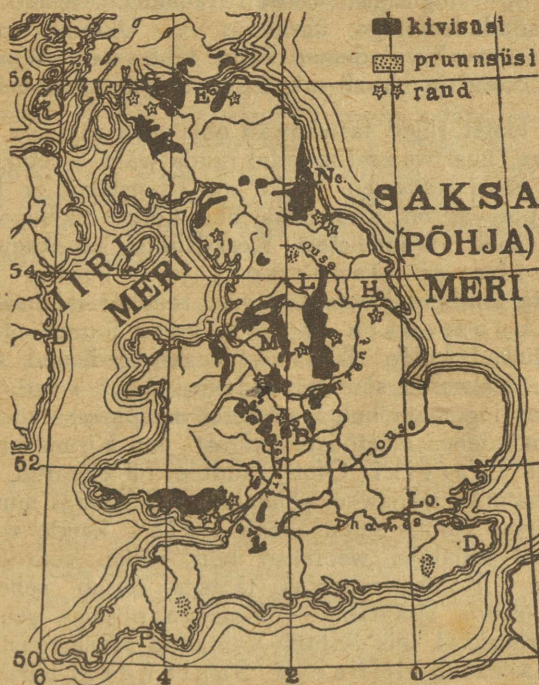 kivisüsi
pruunsüsi
raud
56
E.
Nc.
SAKSA
(PÕHJA)
MERI
IIRI
MERI
54
Ouse
L.
H.
D
M.
Trent
B
Ouse
52
Lo.
Thames
D.
P.
50
6
4
2
0